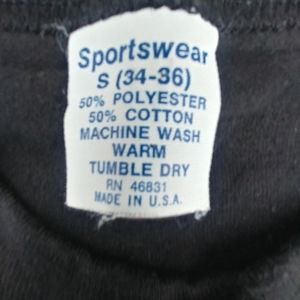 Sportswear
S (34-36)
50% POLYESTER
50% COTTON
MACHINE WASH
WARM
TUMBLE DRY
RN 46831
MADE IN U.S.A.